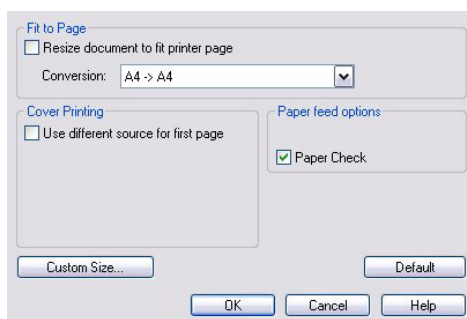 Fit to Page
Resize document to fit printer page
Conversion: A4 -> A4
Cover Printing
Use different source for first page
Paper feed options
Paper Check
Custom Size...
Default
OK
Cancel
Help